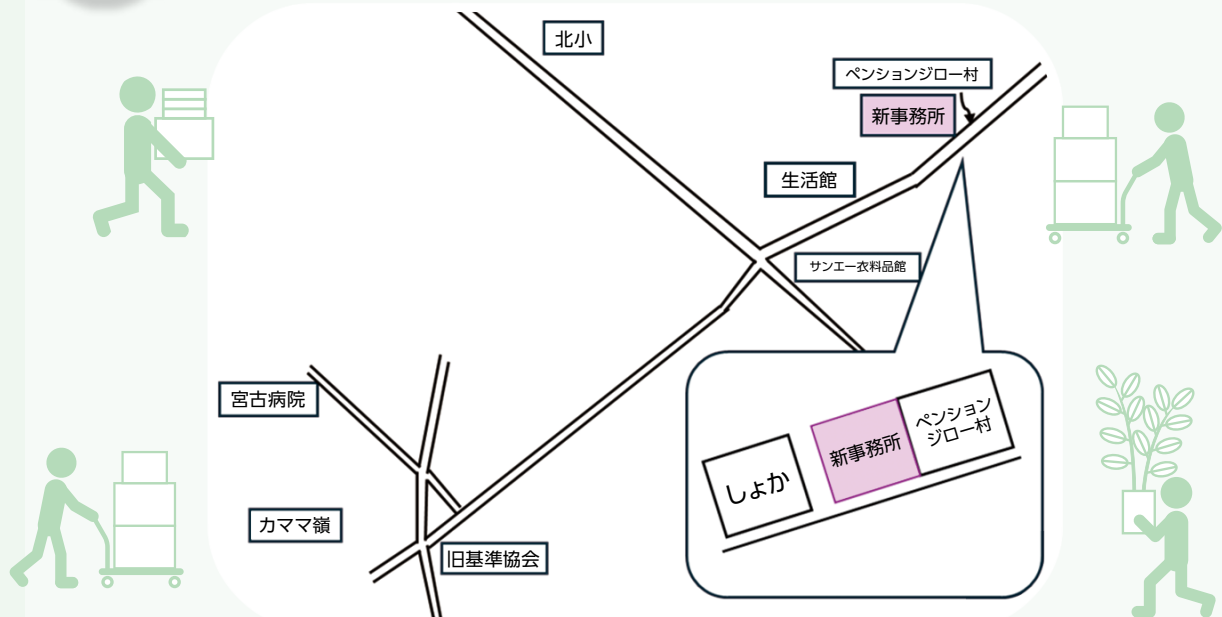 北小
ペンションジロー村
新事務所
生活館
サンエー衣料品館
宮古病院
カママ嶺
旧基準協会
しょか
新事務所
ペンション
ジロー村